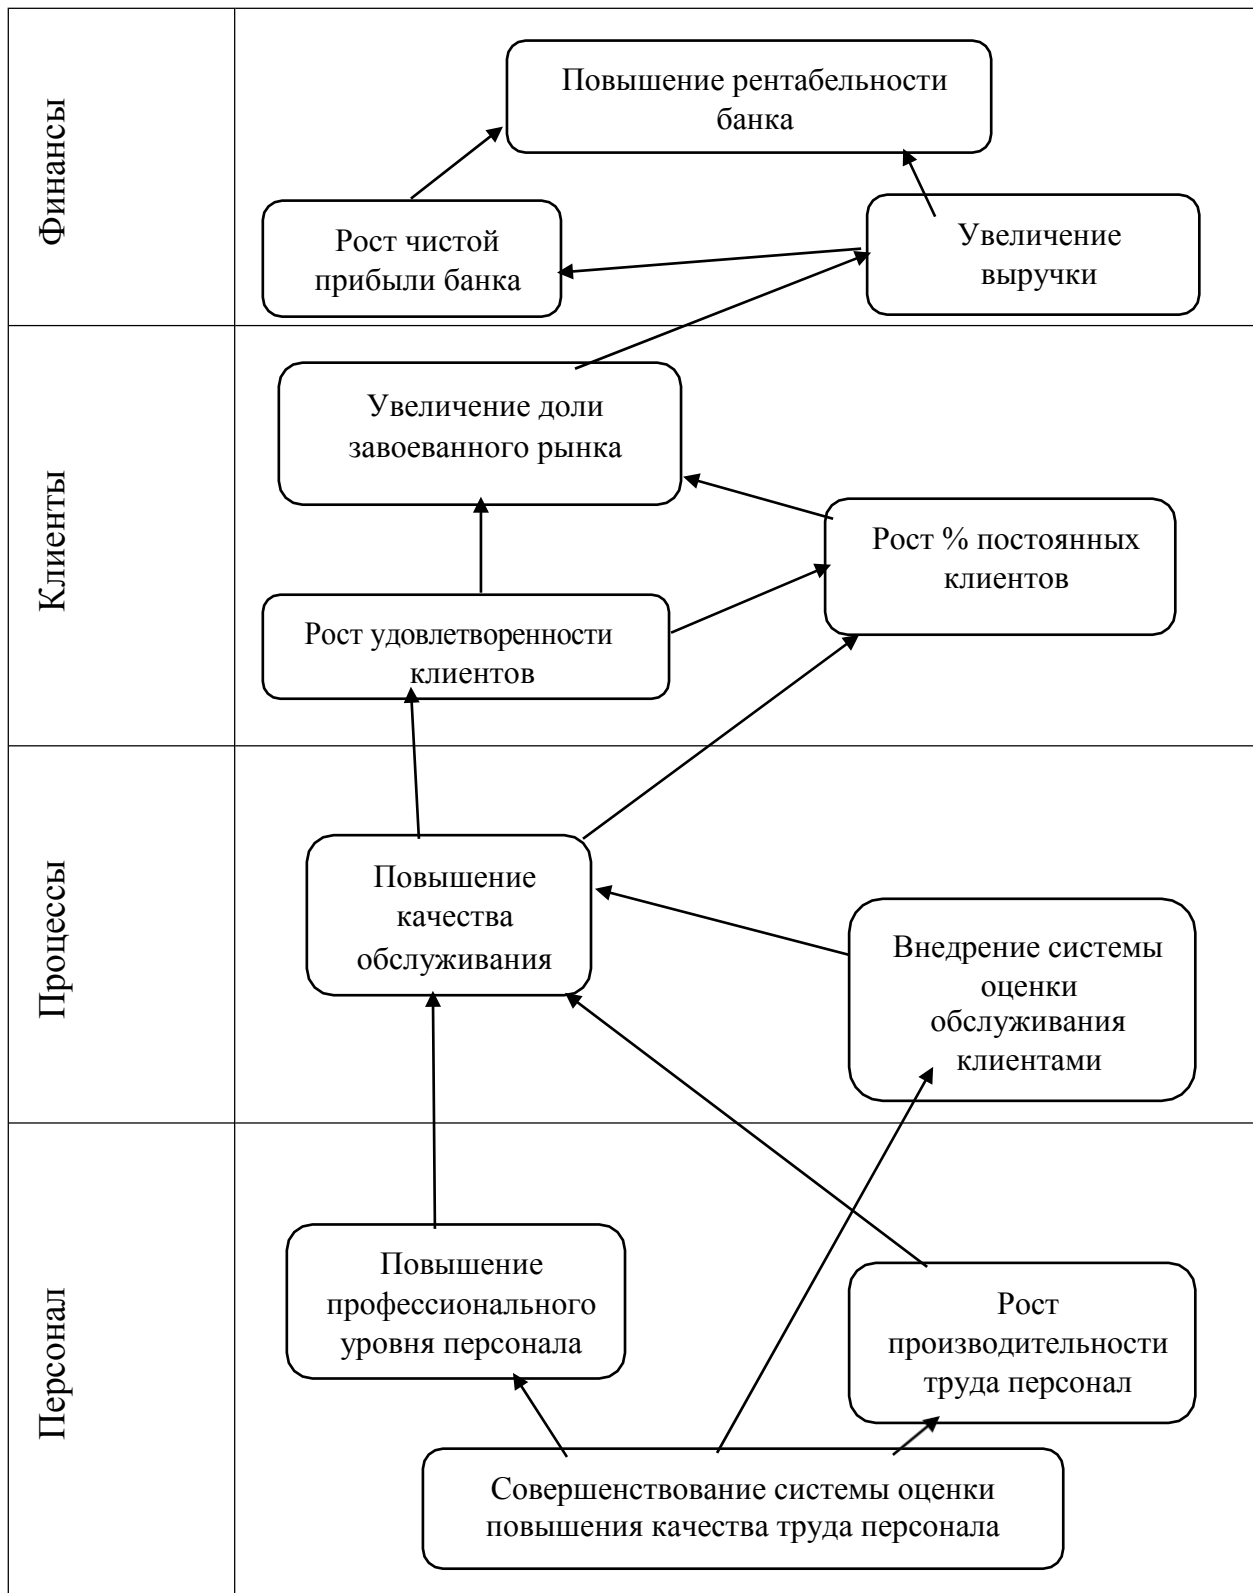 Финансы
Повышение рентабельности
банка
Рост чистой
прибыли банка
Увеличение
выручки
Клиенты
Увеличение доли
завоеванного рынка
Рост % постоянных
клиентов
Рост удовлетворенности
клиентов
Процессы
Повышение
качества
обслуживания
Внедрение системы
оценки
обслуживания
клиентами
Персонал
Повышение
профессионального
уровня персонала
Рост
производительности
труда персонал
Совершенствование системы оценки
повышения качества труда персонала